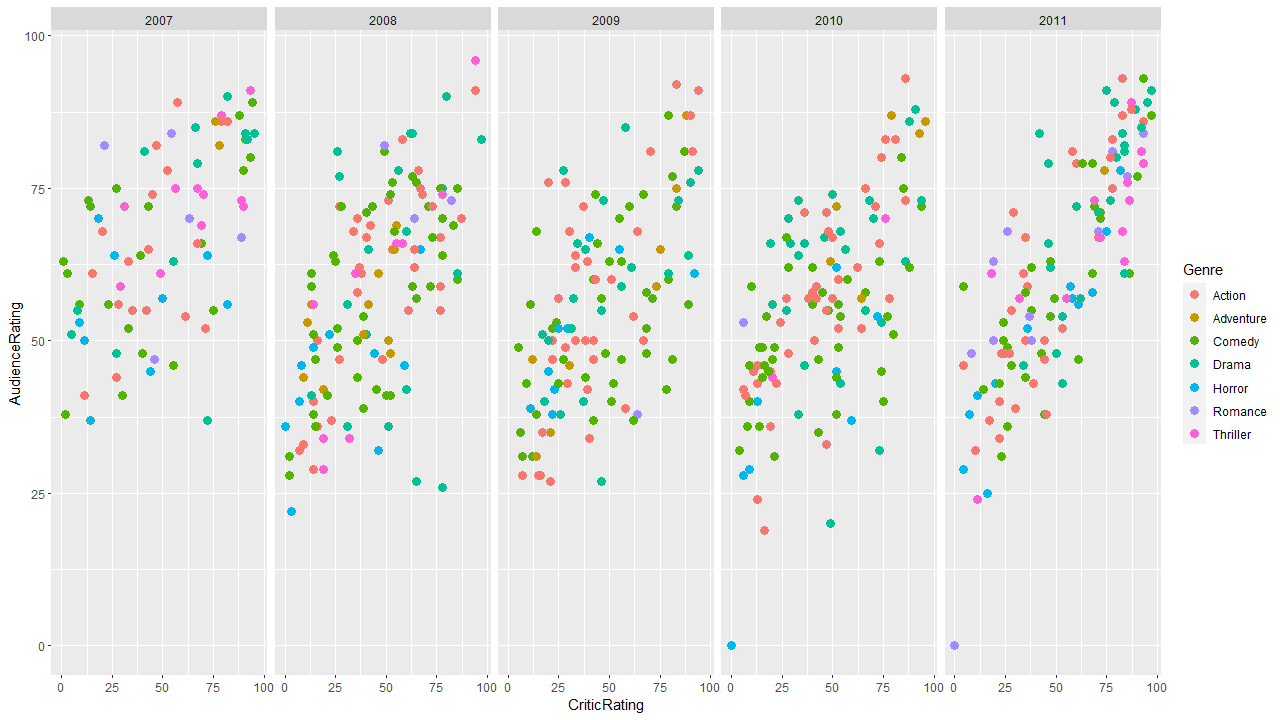 2007 2008 2009 2010 2011
100
75
50
25
0
AudienceRating
0 25 50 75 100 0 25 50 75 100 0 25 50 75 100 0 25 50 75 100 0 25 50 75 100
CriticRating
Genre
Action
Adventure
Comedy
Drama
Horror
Romance
Thriller